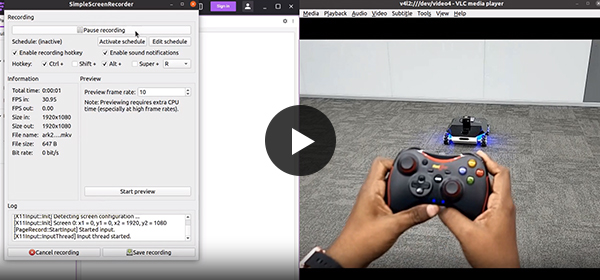 SimpleScreenRecorder
Recording
Pause recording
Schedule: (inactive)
Activate schedule
Edit schedule
Enable recording hotkey
Enable sound notifications
Hotkey:
Ctrl +
Shift +
Alt +
Super +
R
Information
Preview
Total time: 0:00:01
FPS in: 30.95
FPS out: 0.00
Size in: 1920x1080
Size out: 1920x1080
File name: ark2....mkv
File size: 647 B
Bit rate: 0 bit/s
Preview frame rate: 10
Note: Previewing requires extra CPU
time (especially at high frame rates).
Start preview
Log
[X11Input::Init] Detecting screen configuration ...
[X11Input::Init] Screen 0: x1 = 0, y1 = 0, x2 = 1920, y2 = 1080
[PageRecord::StartInput] Started input.
[X11Input::InputThread] Input thread started.
Cancel recording
Save recording
Sign in
v4l2:///dev/video4 - VLC media player
Media Playback Audio Video Subtitle Tools View Help